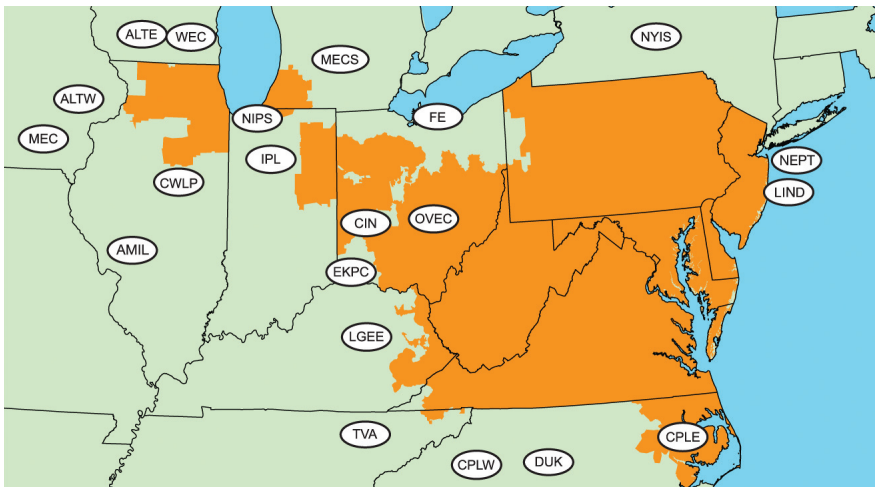 ALTE
WEC
NYIS
MECS
ALTW
NIPS
FE
MEC
IPL
NEPT
CWLP
LIND
CIN
OVEC
AMIL
EKPC
LGEE
TVA
CPLE
CPLW
DUK